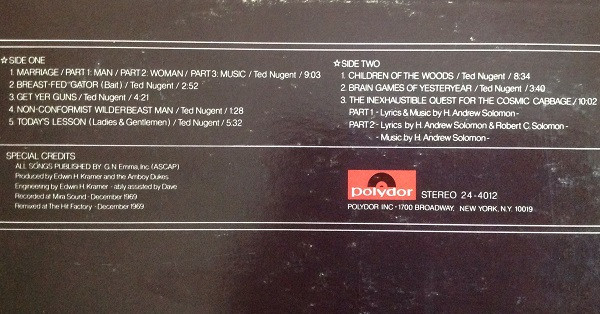 ☆SIDE ONE
1. MARRIAGE / PART 1: MAN / PART 2: WOMAN / PART 3: MUSIC / Ted Nugent / 9:03
2. BREAST-FED 'GATOR (Bait) / Ted Nugent / 2:52
3. GET YER GUNS / Ted Nugent / 4:21
4. NON-CONFORMIST WILDERBEAST MAN / Ted Nugent / 1:28
5. TODAY'S LESSON (Ladies & Gentlemen) / Ted Nugent / 5:32
☆SIDE TWO
1. CHILDREN OF THE WOODS / Ted Nugent / 8:34
2. BRAIN GAMES OF YESTERYEAR / Ted Nugent / 3:40
3. THE INEXHAUSTIBLE QUEST FOR THE COSMIC CABBAGE / 10:02
PART 1 - Lyrics & Music by H. Andrew Solomon -
PART 2 - Lyrics by H. Andrew Solomon & Robert C. Solomon -
- Music by H. Andrew Solomon -
SPECIAL CREDITS
ALL SONGS PUBLISHED BY G.N. Emma, Inc (ASCAP)
Produced by Edwin H. Kramer and the Amboy Dukes
Engineering by Edwin H. Kramer - ably assisted by Dave
Recorded at Mira Sound - December 1969
Remixed at The Hit Factory - December 1969
polydor
STEREO 24-4012
POLYDOR INC • 1700 BROADWAY, NEW YORK, N.Y. 10019